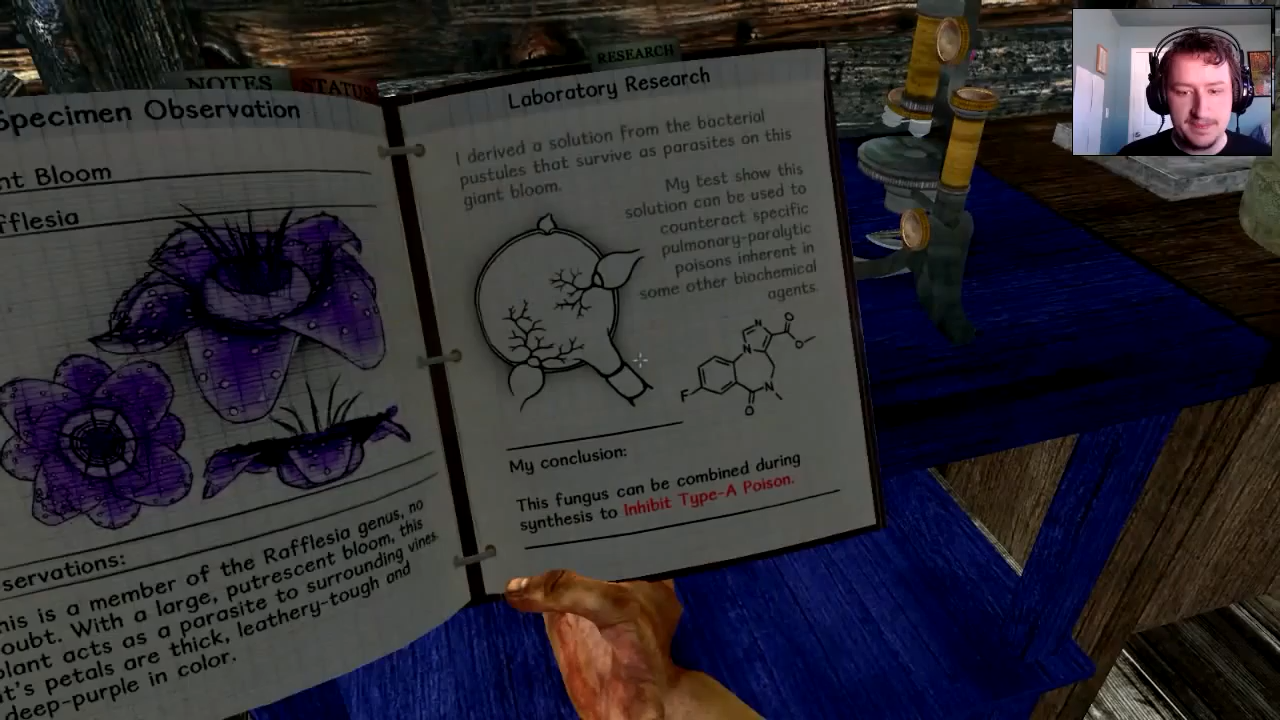 NOTES
STATUS
RESEARCH
Specimen Observation
nt Bloom
fflesia
servations:
his is a member of the Rafflesia genus, no
oubt. With a large, putrescent bloom, this
plant acts as a parasite to surrounding vines.
It's petals are thick, leathery-tough and
deep-purple in color.
Laboratory Research
I derived a solution from the bacterial
pustules that survive as parasites on this
giant bloom.
My test show this
solution can be used to
counteract specific
pulmonary-paralytic
poisons inherent in
some other biochemical
agents.
N
O
N
O
F
N
O
My conclusion:
This fungus can be combined during
synthesis to Inhibit Type-A Poison.